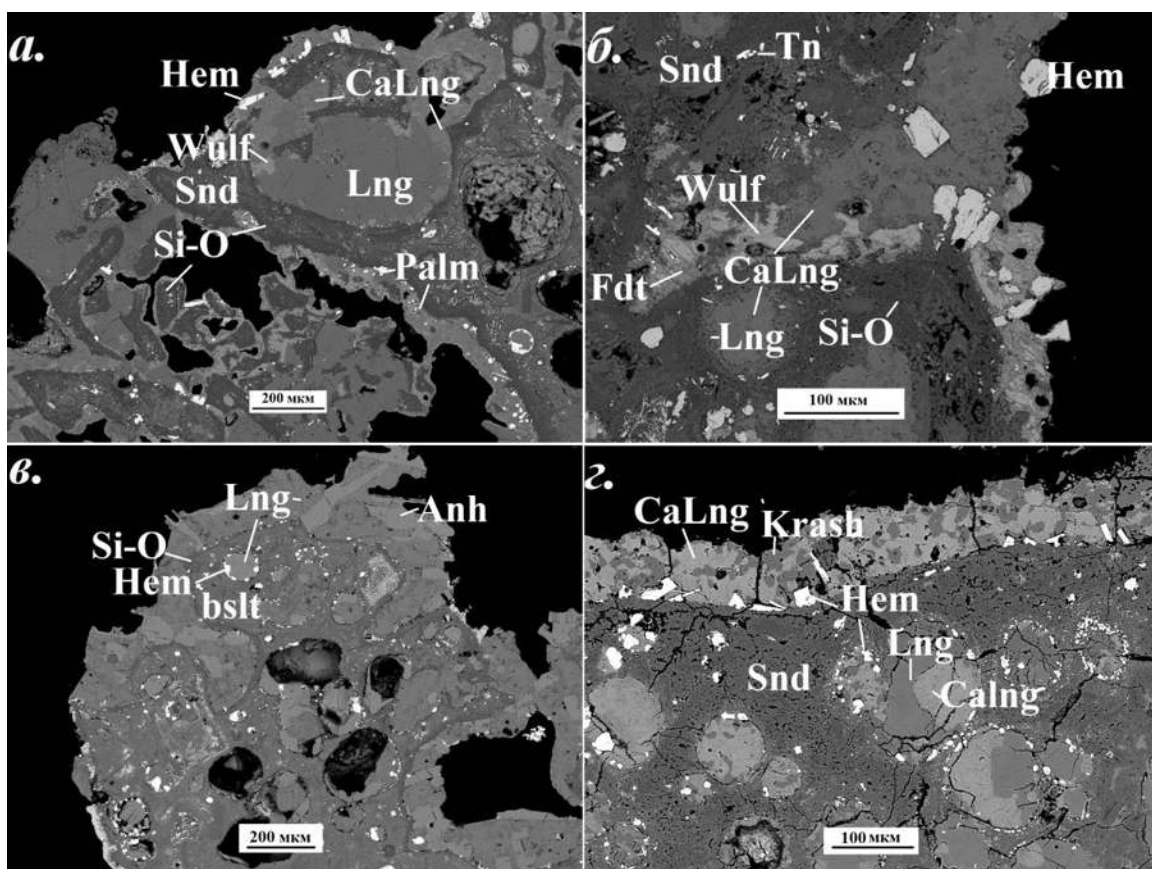 а.
Hem
CaLng
Wulf
Snd
Lng
Si-O
Palm
200 мкм
б.
Tn
Snd
Hem
Wulf
CaLng
Fdt
Lng
Si-O
100 мкм
в.
Lng
Anh
Si-O
Hem
bslt
200 мкм
г.
CaLng
Krash
Hem
Lng
Snd
Calng
100 мкм